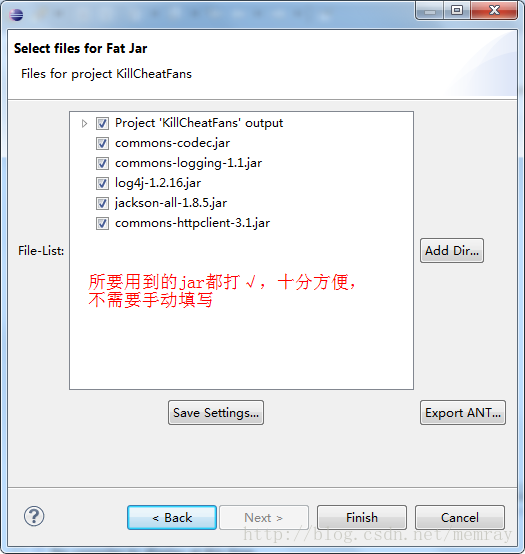 Select files for Fat Jar
Files for project KillCheatFans
Project 'KillCheatFans' output
commons-codec.jar
commons-logging-1.1.jar
log4j-1.2.16.jar
jackson-all-1.8.5.jar
commons-httpclient-3.1.jar
File-List:
Add Dir...
所要用到的jar都打√，十分方便，
不需要手动填写
Save Settings...
Export ANT...
?
< Back
Next >
Finish
Cancel
http://blog.csdn.net/memray